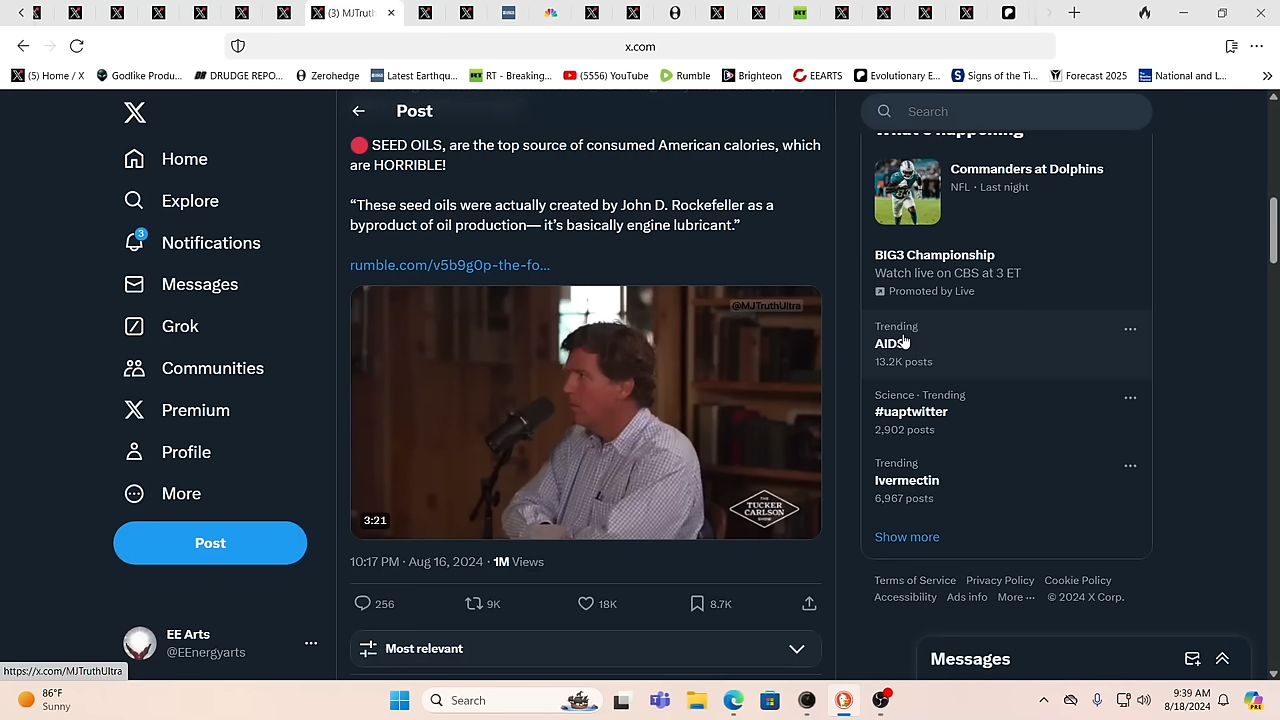 (3) MJTruth
x.com
(5) Home / X
Godlike Produ...
DRUDGE REPO...
Zerohedge
Latest Earthqu...
RT - Breaking...
(5556) YouTube
Rumble
Brighteon
EEARTS
Evolutionary E...
Signs of the Ti...
Forecast 2025
National and L...
Home
Explore
3
Notifications
Messages
Grok
Communities
Premium
Profile
More
Post
EE Arts
@EEnergyarts
https://x.com/MJTruthUltra
Post
SEED OILS, are the top source of consumed American calories, which
are HORRIBLE!
“These seed oils were actually created by John D. Rockefeller as a
byproduct of oil production— it’s basically engine lubricant.”
rumble.com/v5b9g0p-the-fo...
@MJTruthUltra
THE
TUCKER
CARLSON
SHOW
3:21
10:17 PM · Aug 16, 2024 · 1M Views
256
9K
18K
8.7K
Most relevant
Search
What's happening
Commanders at Dolphins
NFL · Last night
BIG3 Championship
Watch live on CBS at 3 ET
Promoted by Live
Trending
AIDS
13.2K posts
Science · Trending
#uaptwitter
2,902 posts
Trending
Ivermectin
6,967 posts
Show more
Terms of Service Privacy Policy Cookie Policy
Accessibility Ads info More ··· © 2024 X Corp.
Messages
86°F
Sunny
Search
9:39 AM
8/18/2024
PRE